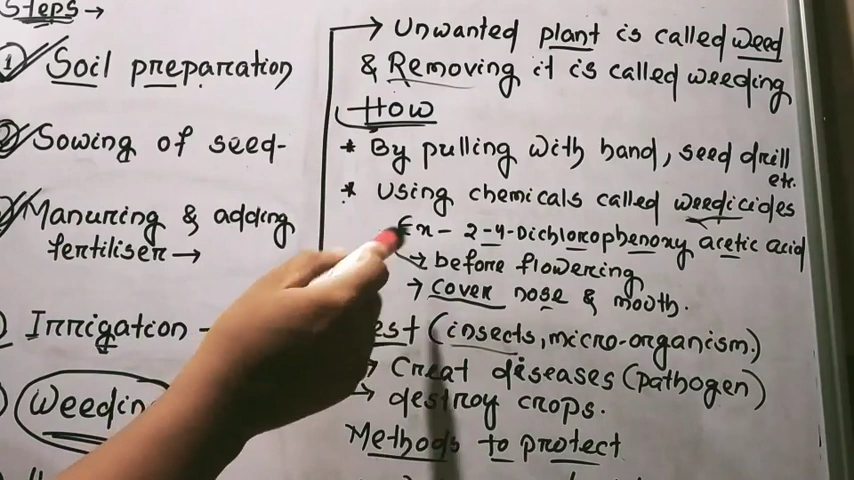 Steps →
① Soil preparation
② Sowing of seed-
Manuring & adding
fertiliser →
Irrigation -
Weedin
→ Unwanted plant is called weed
& Removing it is called weeding
How
* By pulling with hand, seed drill
etc.
* Using chemicals called weedicides
Ex- 2-4-Dichlorophenoxy acetic acid
→ before flowering
→ cover nose & mouth.
est (insects, micro-organism.)
→ Creat diseases (pathogen)
→ destroy crops.
Methods to protect